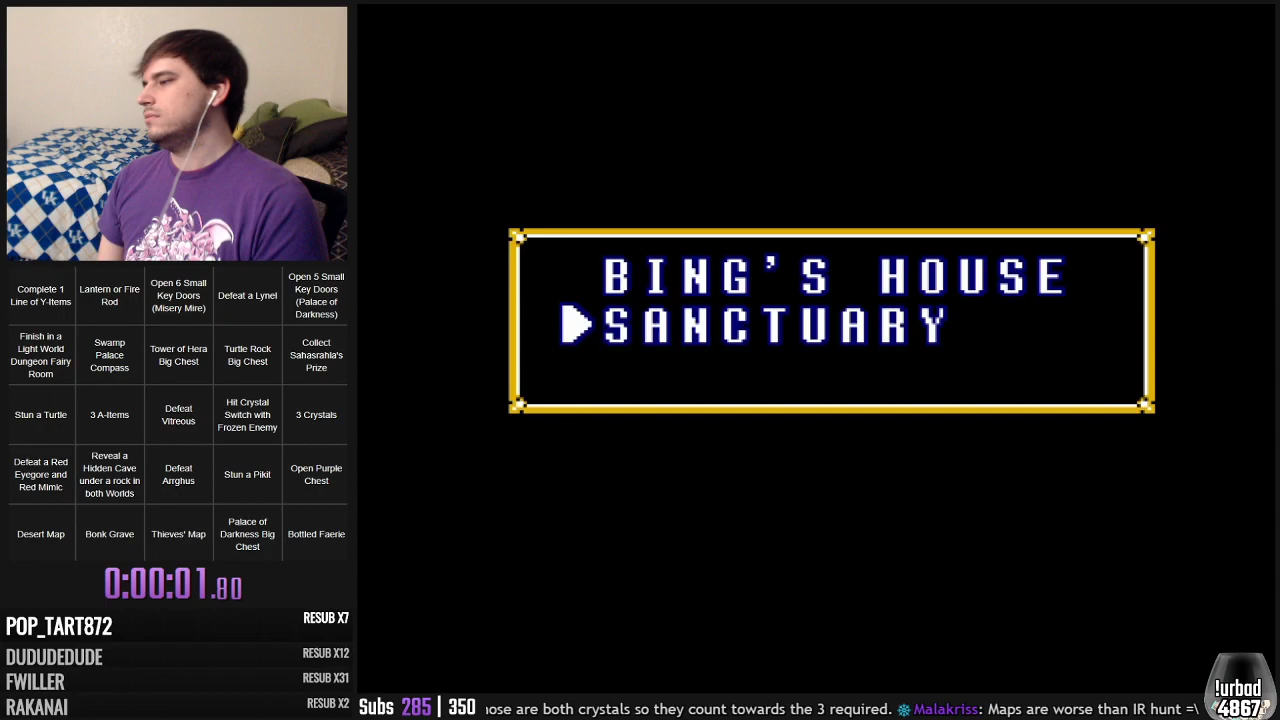 BING'S HOUSE
SANCTUARY
Complete 1
Line of Y-Items
Lantern or Fire
Rod
Open 6 Small
Key Doors
(Misery Mire)
Defeat a Lynel
Open 5 Small
Key Doors
(Palace of
Darkness)
Finish in a
Light World
Dungeon Fairy
Room
Swamp
Palace
Compass
Tower of Hera
Big Chest
Turtle Rock
Big Chest
Collect
Sahasrahla's
Prize
Stun a Turtle
3 A-Items
Defeat
Vitreous
Hit Crystal
Switch with
Frozen Enemy
3 Crystals
Defeat a Red
Eyegore and
Red Mimic
Reveal a
Hidden Cave
under a rock in
both Worlds
Defeat
Arrghus
Stun a Pikit
Open Purple
Chest
Desert Map
Bonk Grave
Thieves' Map
Palace of
Darkness Big
Chest
Bottled Faerie
0:00:01.80
POP_TART872 RESUB X7
DUDUDEDUDE RESUB X12
FWILLER RESUB X31
RAKANAI RESUB X2
Subs 285 | 350 ose are both crystals so they count towards the 3 required. Malakriss: Maps are worse than IR hunt =\
!urbad
4867
UK